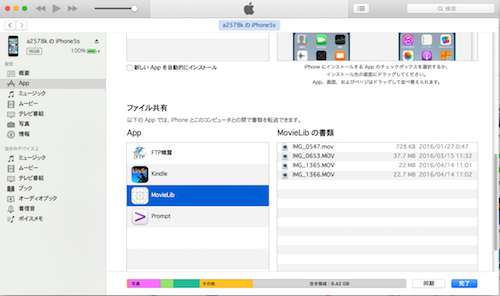 検索
a2578k の iPhone5s
a2578k の iPhone5s
16GB
100%
設定
概要
App
ミュージック
ムービー
テレビ番組
写真
情報
自分のデバイス上
ミュージック
ムービー
テレビ番組
ブック
オーディオブック
着信音
ボイスメモ
新しい App を自動的にインストール
iPhone にインストールする App のチェックボックスを選択するか、
インストール先の画面にドラッグしてください。
App、画面、およびページはドラッグして並べ替えられます。
ファイル共有
以下の App では、iPhone とこのコンピュータとの間で書類を転送できます。
App
FTP精霊
Kindle
MovieLib
Prompt
MovieLib の書類
IMG_0547.mov 728 KB 2016/01/27 0:47
IMG_0653.MOV 37.7 MB 2016/03/15 11:32
IMG_1365.MOV 22 MB 2016/04/14 11:01
IMG_1366.MOV 22.7 MB 2016/04/14 11:02
写真
その他
空き領域：6.42 GB
同期
完了